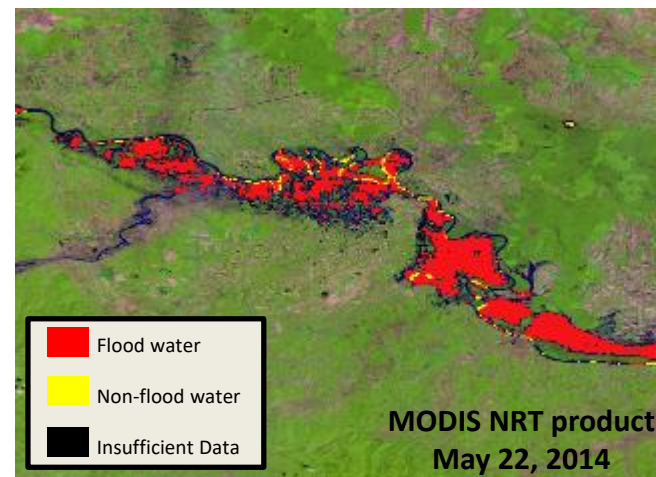 Flood water
Non-flood water
Insufficient Data
MODIS NRT product
May 22, 2014